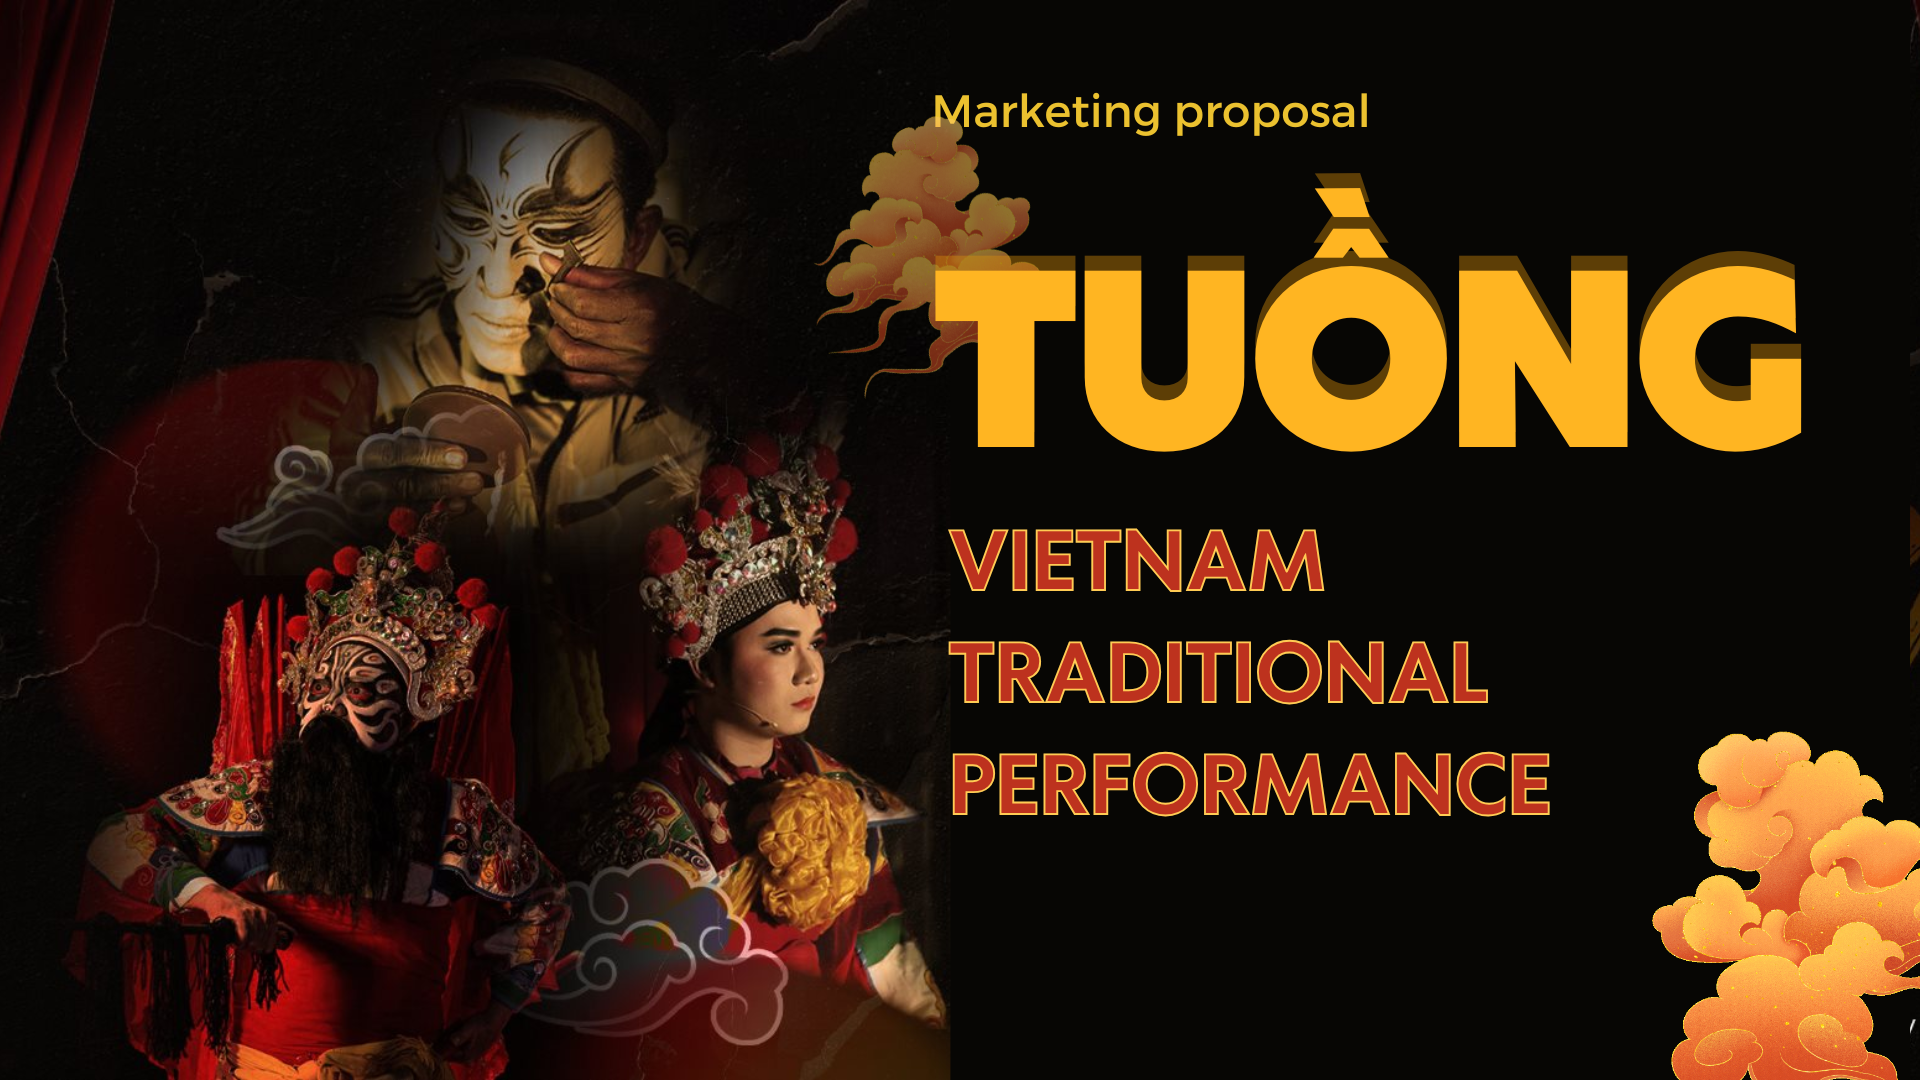 Marketing proposal
TUỒNG
VIETNAM
TRADITIONAL
PERFORMANCE